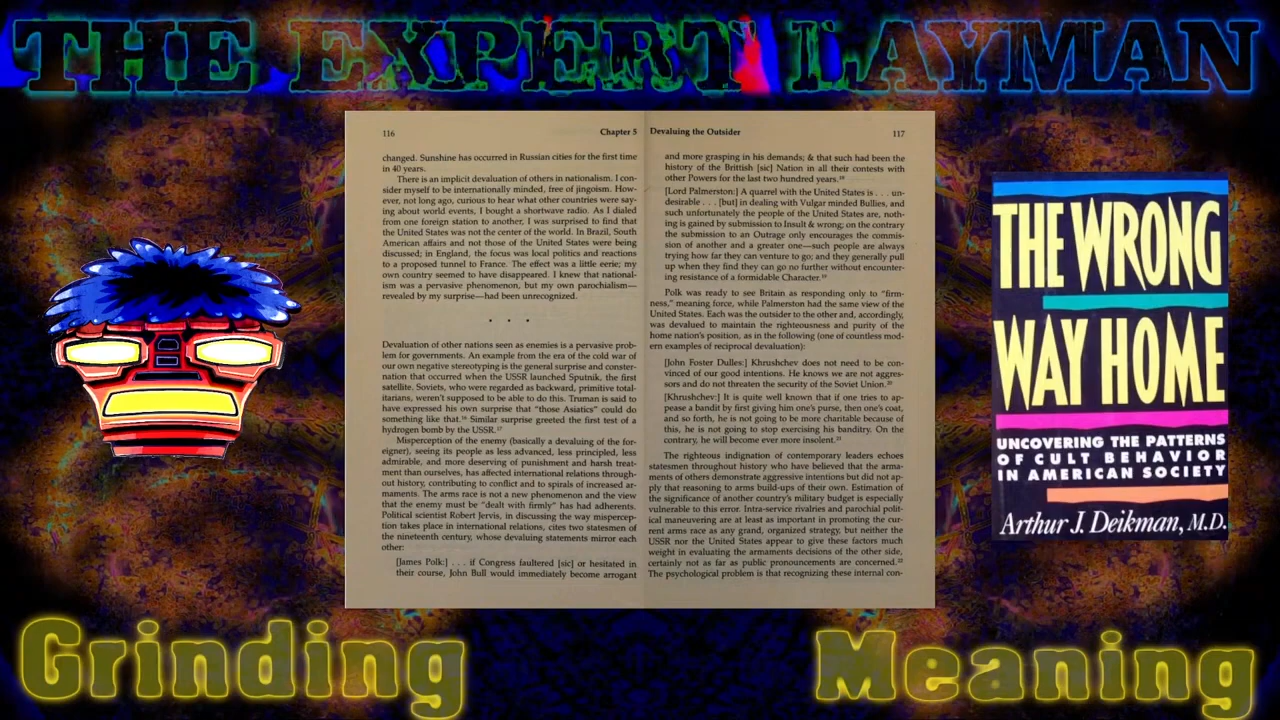 THE EXPERT LAYMAN
116 Chapter 5
changed. Sunshine has occurred in Russian cities for the first time
in 40 years.
There is an implicit devaluation of others in nationalism. I con-
sider myself to be internationally minded, free of jingoism. How-
ever, not long ago, curious to hear what other countries were say-
ing about world events, I bought a shortwave radio. As I dialed
from one foreign station to another, I was surprised to find that
the United States was not the center of the world. In Brazil, South
American affairs and not those of the United States were being
discussed; in England, the focus was local politics and reactions
to a proposed tunnel to France. The effect was a little eerie; my
own country seemed to have disappeared. I knew that national-
ism was a pervasive phenomenon, but my own parochialism—
revealed by my surprise—had been unrecognized.
. . .
Devaluation of other nations seen as enemies is a pervasive prob-
lem for governments. An example from the era of the cold war of
our own negative stereotyping is the general surprise and conster-
nation that occurred when the USSR launched Sputnik, the first
satellite. Soviets, who were regarded as backward, primitive total-
itarians, weren't supposed to be able to do this. Truman is said to
have expressed his own surprise that "those Asiatics" could do
something like that.16 Similar surprise greeted the first test of a
hydrogen bomb by the USSR.17
Misperception of the enemy (basically a devaluing of the for-
eigner), seeing its people as less advanced, less principled, less
admirable, and more deserving of punishment and harsh treat-
ment than ourselves, has affected international relations through-
out history, contributing to conflict and to spirals of increased ar-
maments. The arms race is not a new phenomenon and the view
that the enemy must be "dealt with firmly" has had adherents.
Political scientist Robert Jervis, in discussing the way mispercep-
tion takes place in international relations, cites two statesmen of
the nineteenth century, whose devaluing statements mirror each
other:
[James Polk:] . . . if Congress faultered [sic] or hesitated in
their course, John Bull would immediately become arrogant
Devaluing the Outsider 117
and more grasping in his demands; & that such had been the
history of the Brittish [sic] Nation in all their contests with
other Powers for the last two hundred years.18
[Lord Palmerston:] A quarrel with the United States is . . . un-
desirable . . . [but] in dealing with Vulgar minded Bullies, and
such unfortunately the people of the United States are, noth-
ing is gained by submission to Insult & wrong; on the contrary
the submission to an Outrage only encourages the commis-
sion of another and a greater one—such people are always
trying how far they can venture to go; and they generally pull
up when they find they can go no further without encounter-
ing resistance of a formidable Character.19
Polk was ready to see Britain as responding only to "firm-
ness," meaning force, while Palmerston had the same view of the
United States. Each was the outsider to the other and, accordingly,
was devalued to maintain the righteousness and purity of the
home nation's position, as in the following (one of countless mod-
ern examples of reciprocal devaluation):
[John Foster Dulles:] Khrushchev does not need to be con-
vinced of our good intentions. He knows we are not aggres-
sors and do not threaten the security of the Soviet Union.20
[Khrushchev:] It is quite well known that if one tries to ap-
pease a bandit by first giving him one's purse, then one's coat,
and so forth, he is not going to be more charitable because of
this, he is not going to stop exercising his banditry. On the
contrary, he will become ever more insolent.21
The righteous indignation of contemporary leaders echoes
statesmen throughout history who have believed that the arma-
ments of others demonstrate aggressive intentions but did not ap-
ply that reasoning to arms build-ups of their own. Estimation of
the significance of another country's military budget is especially
vulnerable to this error. Intra-service rivalries and parochial polit-
ical maneuvering are at least as important in promoting the cur-
rent arms race as any grand, organized strategy, but neither the
USSR nor the United States appear to give these factors much
weight in evaluating the armaments decisions of the other side,
certainly not as far as public pronouncements are concerned.22
The psychological problem is that recognizing these internal con-
THE WRONG
WAY HOME
UNCOVERING THE PATTERNS
OF CULT BEHAVIOR
IN AMERICAN SOCIETY
Arthur J. Deikman, M.D.
Grinding Meaning